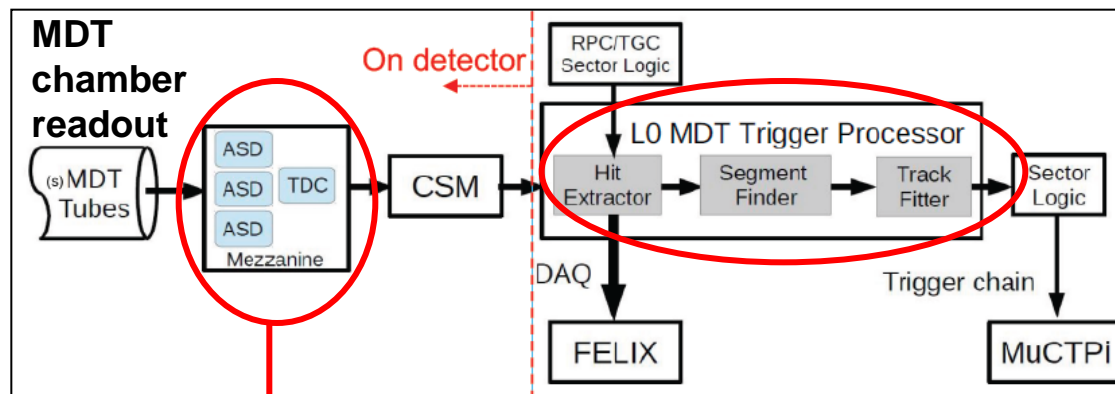 MDT
chamber
readout
On detector
RPC/TGC
Sector Logic
L0 MDT Trigger Processor
(s) MDT
Tubes
ASD
ASD
ASD
TDC
Mezzanine
CSM
Hit
Extractor
Segment
Finder
Track
Fitter
Sector
Logic
DAQ
Trigger chain
FELIX
MuCTPi